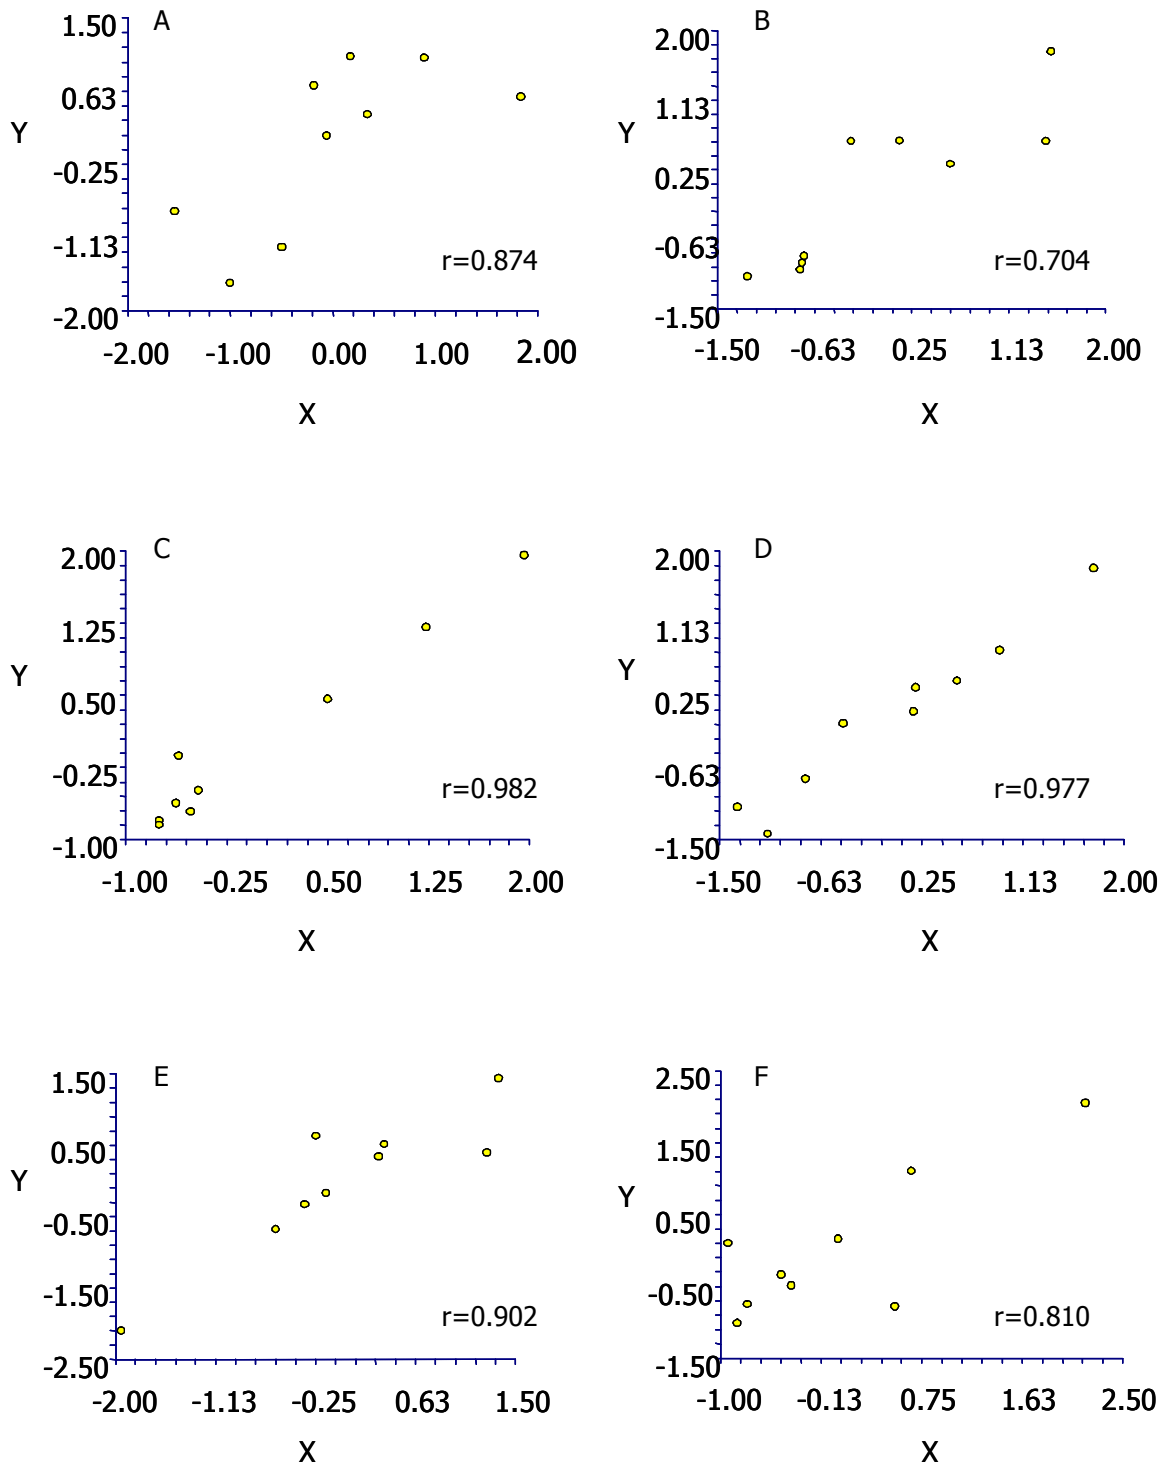 A
1.50
0.63
Y
-0.25
-1.13
r=0.874
-2.00
-2.00 -1.00 0.00 1.00 2.00
X
B
2.00
1.13
Y
0.25
-0.63
r=0.704
-1.50
-1.50 -0.63 0.25 1.13 2.00
X
C
2.00
1.25
Y
0.50
-0.25
r=0.982
-1.00
-1.00 -0.25 0.50 1.25 2.00
X
D
2.00
1.13
Y
0.25
-0.63
r=0.977
-1.50
-1.50 -0.63 0.25 1.13 2.00
X
E
1.50
0.50
Y
-0.50
-1.50
r=0.902
-2.50
-2.00 -1.13 -0.25 0.63 1.50
X
F
2.50
1.50
Y
0.50
-0.50
r=0.810
-1.50
-1.00 -0.13 0.75 1.63 2.50
X